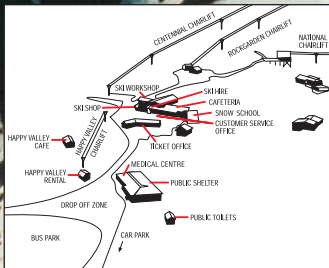 CENTENNIAL CHAIRLIFT
ROCKGARDEN CHAIRLIFT
NATIONAL
CHAIRLIFT
SKI WORKSHOP
SKI HIRE
CAFETERIA
SKI SHOP
SNOW SCHOOL
CUSTOMER SERVICE
OFFICE
HAPPY VALLEY
CAFE
HAPPY VALLEY
CHAIRLIFT
TICKET OFFICE
MEDICAL CENTRE
HAPPY VALLEY
RENTAL
PUBLIC SHELTER
DROP OFF ZONE
PUBLIC TOILETS
BUS PARK
CAR PARK